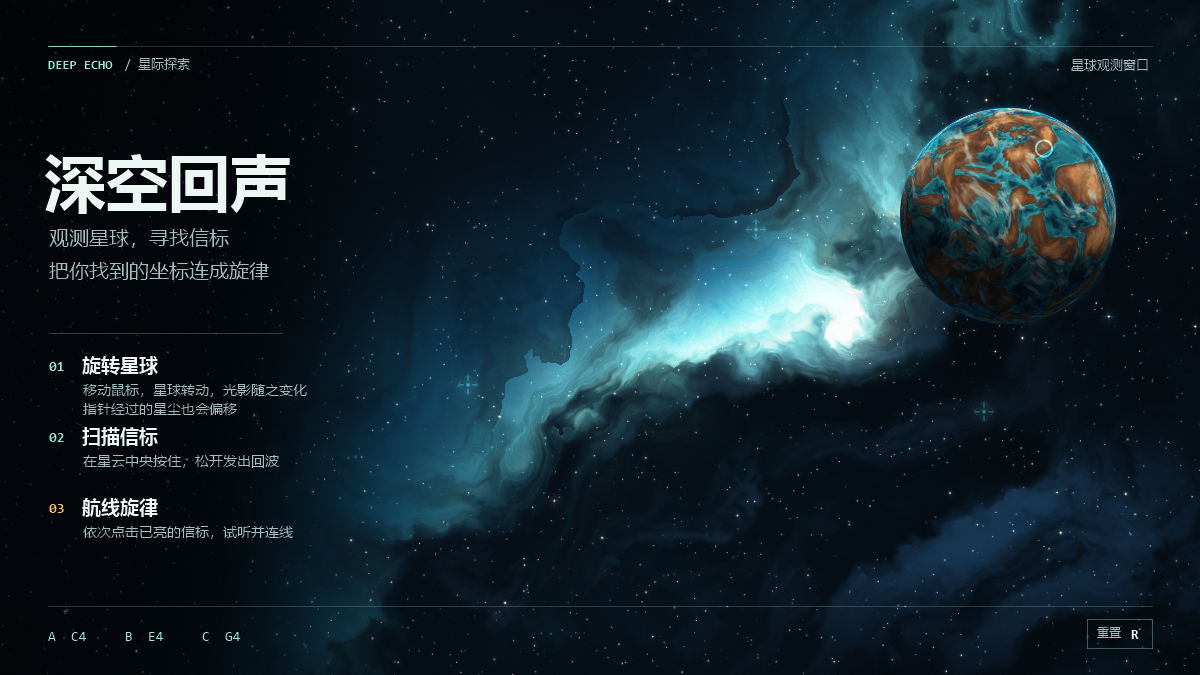 DEEP ECHO / 星际探索
星球观测窗口
深空回声
观测星球，寻找信标
把你找到的坐标连成旋律
01 旋转星球
移动鼠标，星球转动，光影随之变化
指针经过的星尘也会偏移
02 扫描信标
在星云中央按住，松开发出回波
03 航线旋律
依次点击已亮的信标，试听并连线
A C4 B E4 C G4
重置 R